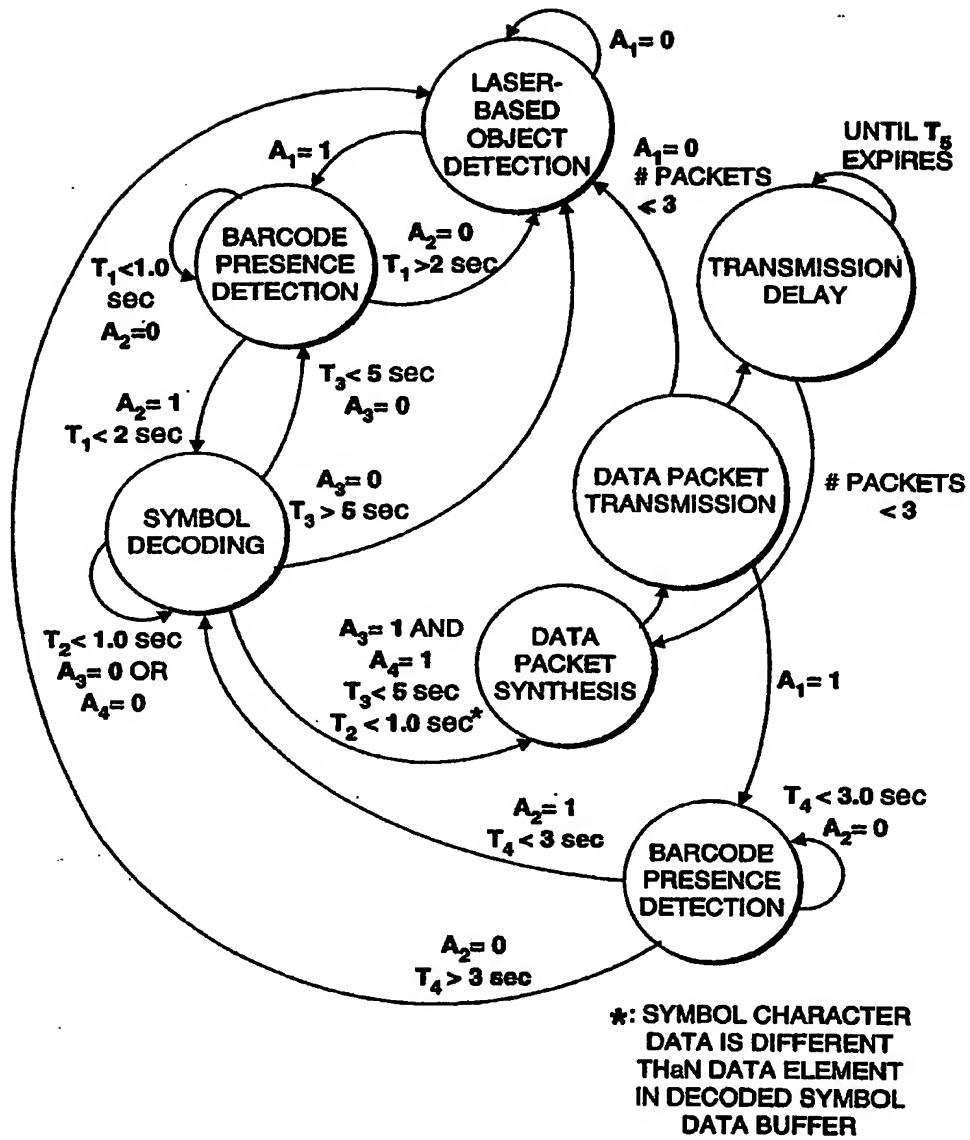 A₁= 0
LASER-
BASED
OBJECT
DETECTION
A₁= 1
A₁= 0
# PACKETS
< 3
UNTIL T₅
EXPIRES
BARCODE
PRESENCE
DETECTION
A₂= 0
T₁ >2 sec
T₁<1.0
sec
A₂=0
TRANSMISSION
DELAY
T₃< 5 sec
A₃= 0
A₂= 1
T₁< 2 sec
DATA PACKET
TRANSMISSION
# PACKETS
< 3
A₃= 0
T₃ > 5 sec
SYMBOL
DECODING
T₂< 1.0 sec
A₃= 0 OR
A₄= 0
A₃= 1 AND
A₄= 1
T₃< 5 sec
T₂ < 1.0 sec*
DATA
PACKET
SYNTHESIS
A₁= 1
A₂= 1
T₄< 3 sec
T₄< 3.0 sec
A₂= 0
BARCODE
PRESENCE
DETECTION
A₂= 0
T₄> 3 sec
*: SYMBOL CHARACTER
DATA IS DIFFERENT
THaN DATA ELEMENT
IN DECODED SYMBOL
DATA BUFFER